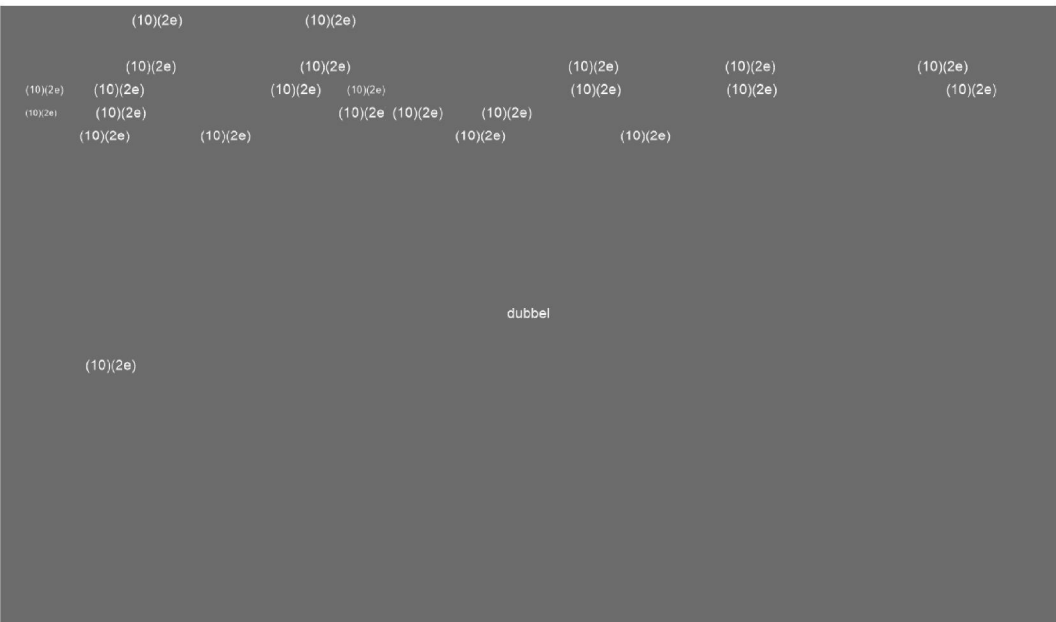 (10)(2e) (10)(2e)
(10)(2e) (10)(2e) (10)(2e) (10)(2e) (10)(2e)
(10)(2e) (10)(2e) (10)(2e) (10)(2e) (10)(2e) (10)(2e) (10)(2e)
(10)(2e) (10)(2e) (10)(2e (10)(2e) (10)(2e)
(10)(2e) (10)(2e) (10)(2e) (10)(2e)
dubbel
(10)(2e)